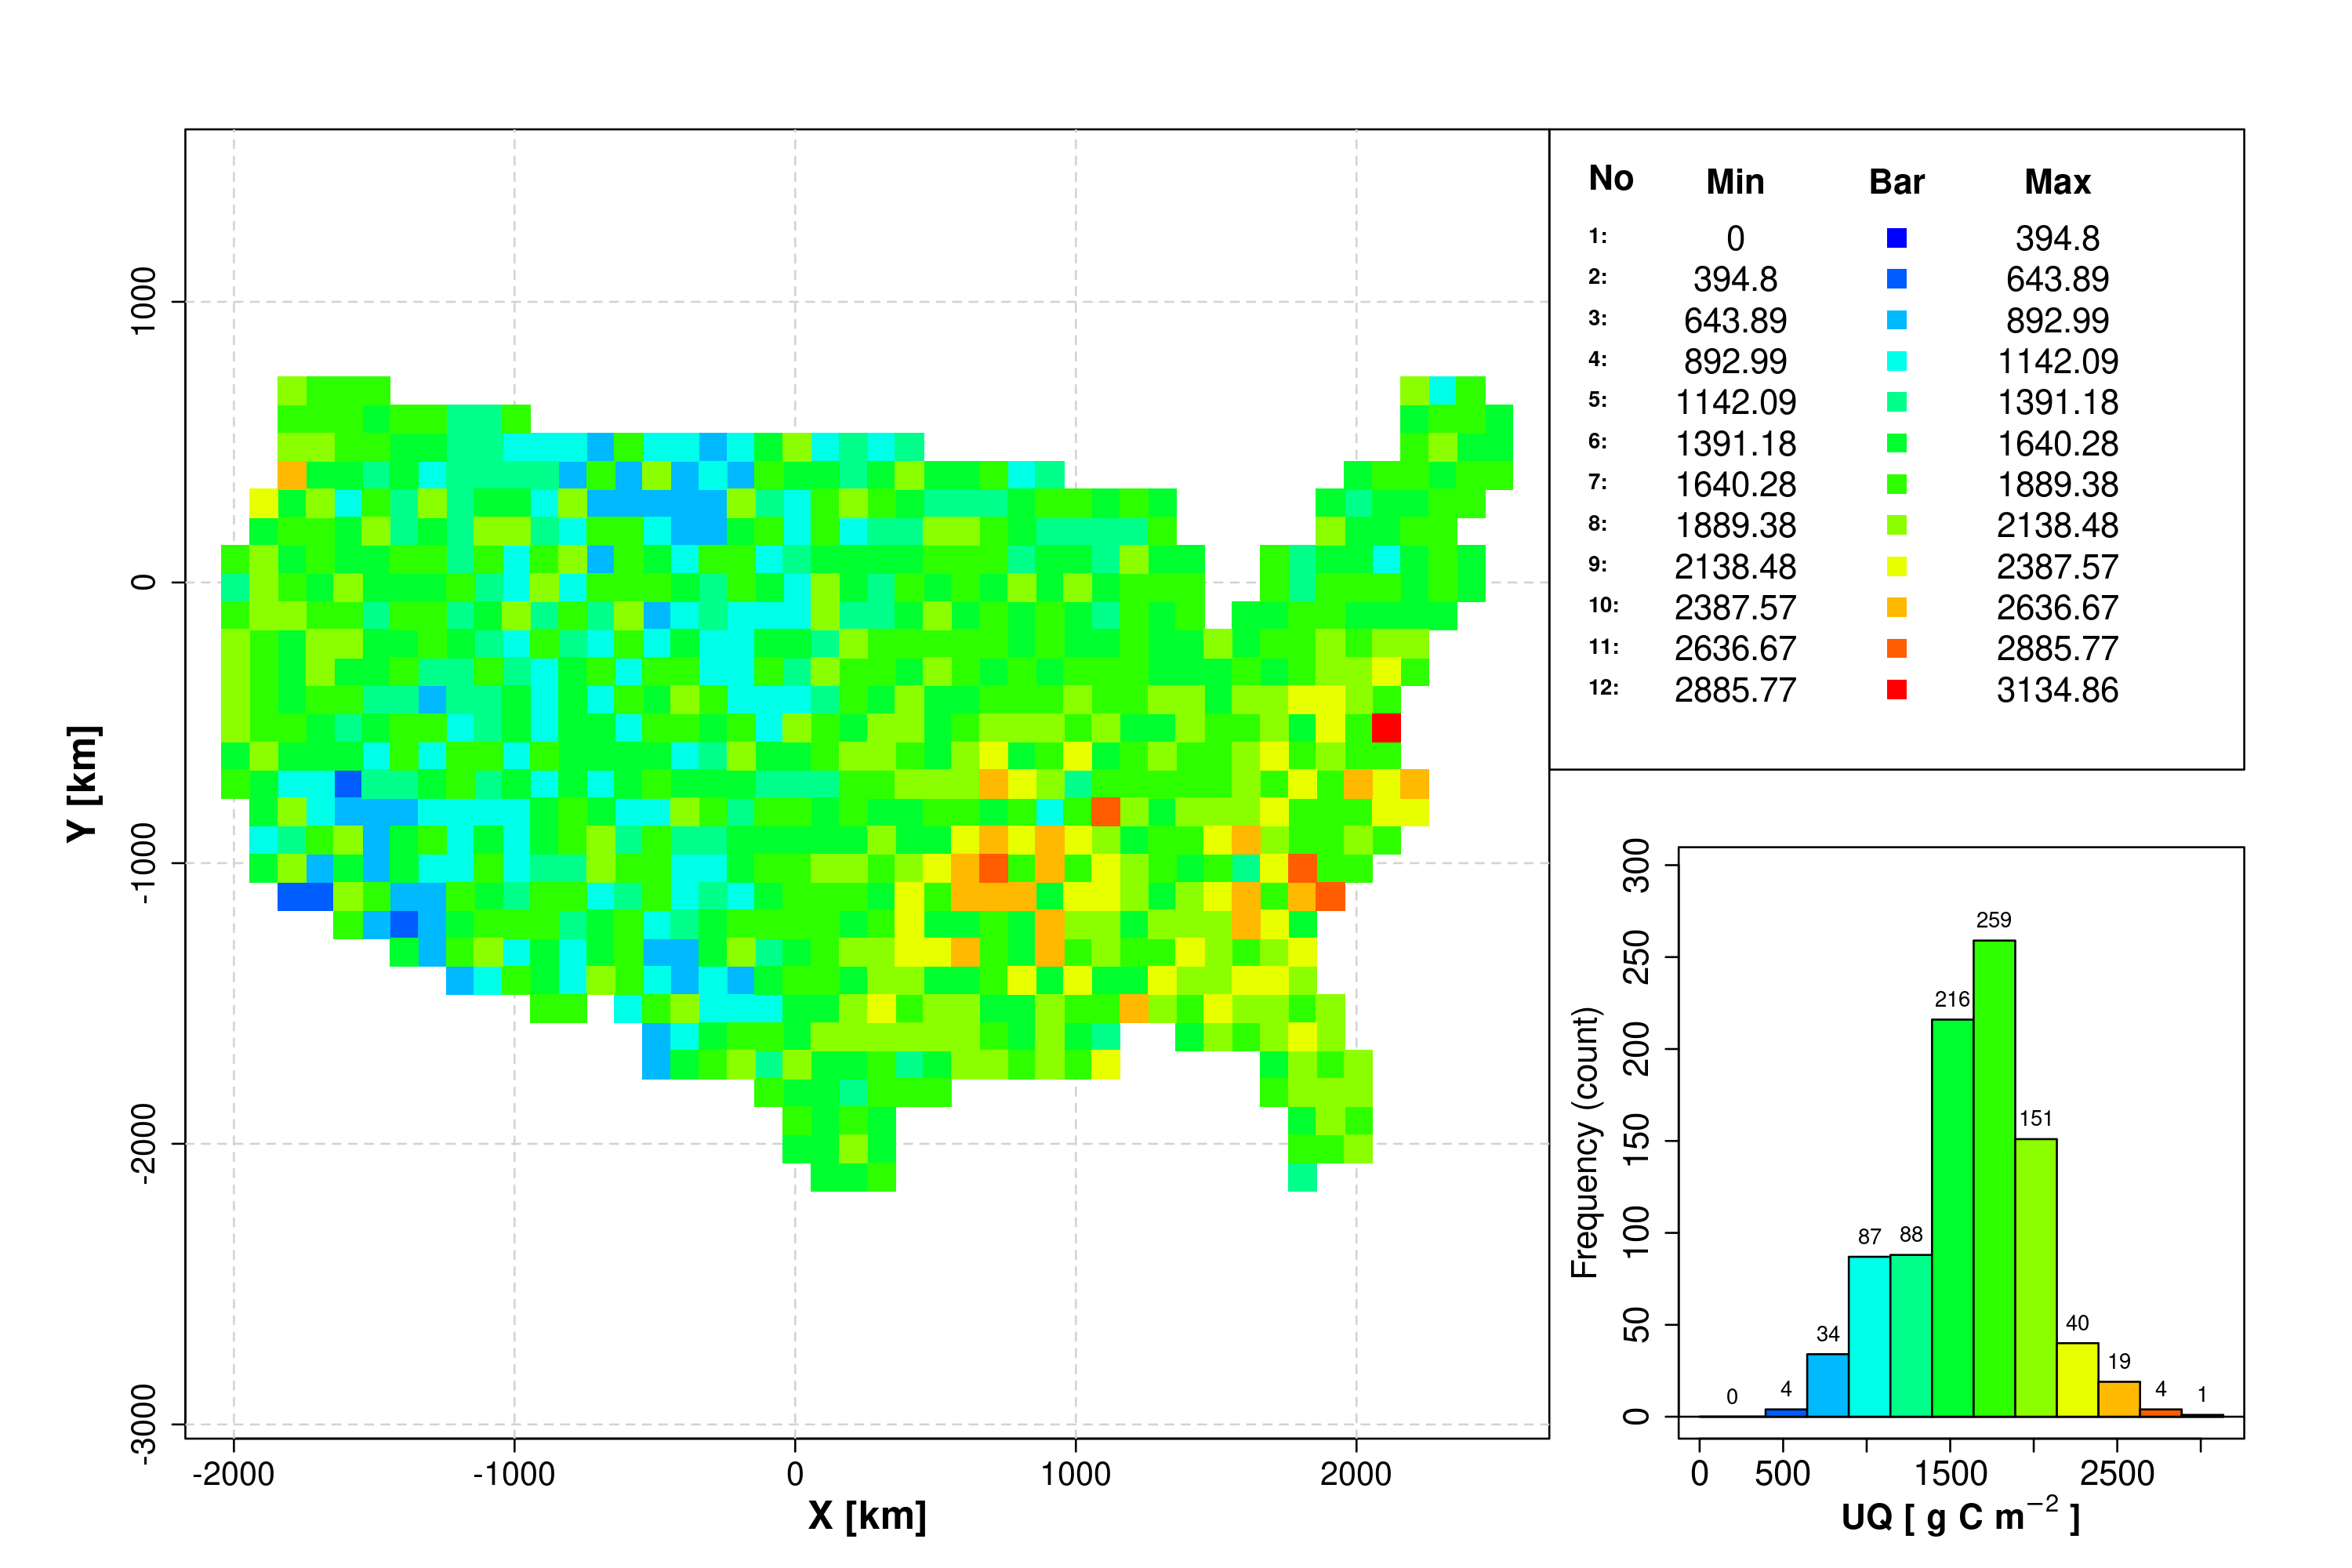 1000
0
-1000
-2000
-3000
Y [km]
-2000 -1000 0 1000 2000
X [km]
No Min Bar Max
1: 0 394.8
2: 394.8 643.89
3: 643.89 892.99
4: 892.99 1142.09
5: 1142.09 1391.18
6: 1391.18 1640.28
7: 1640.28 1889.38
8: 1889.38 2138.48
9: 2138.48 2387.57
10: 2387.57 2636.67
11: 2636.67 2885.77
12: 2885.77 3134.86
Frequency (count)
300
250
200
150
100
50
0
0 4 34 87 88 216 259 151 40 19 4 1
0 500 1500 2500
UQ [ g C m−2 ]